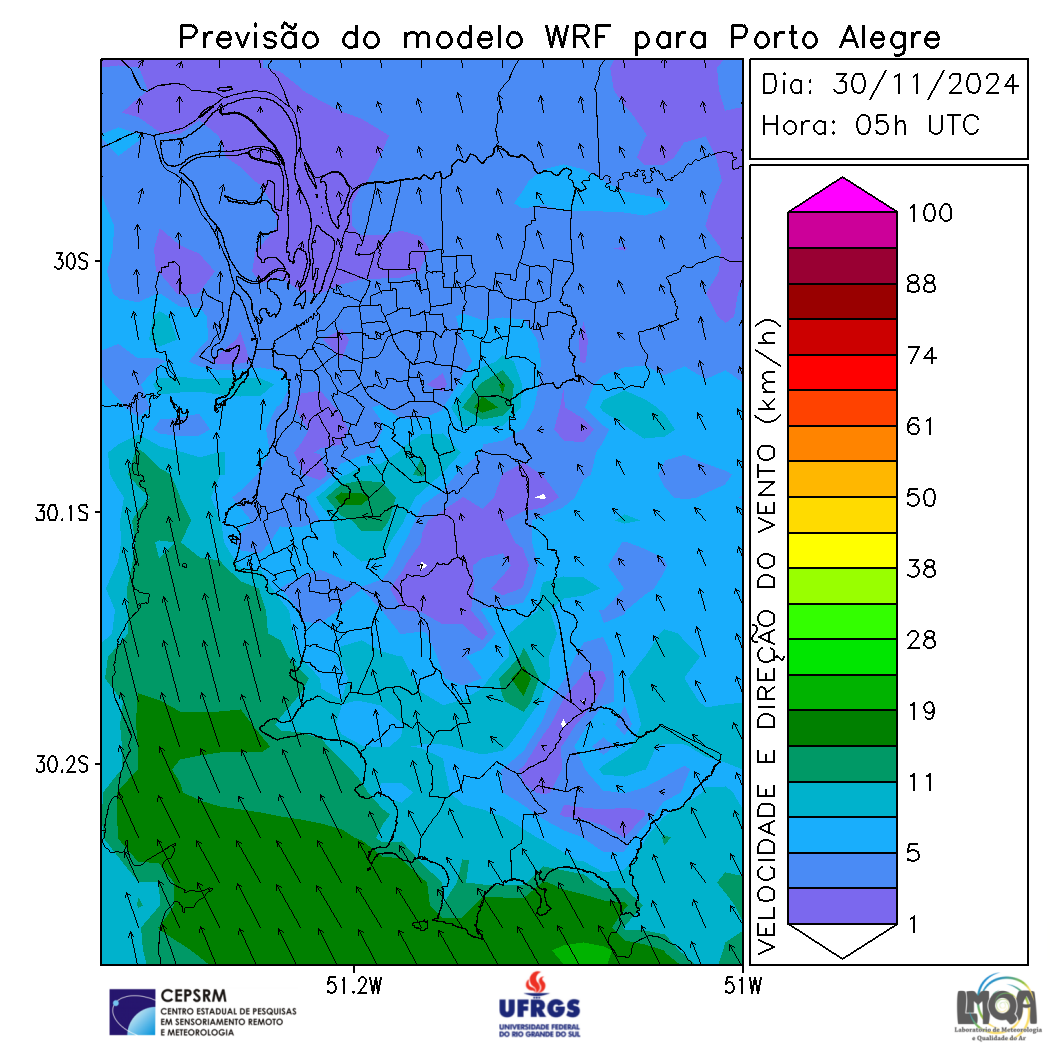 Previsão do modelo WRF para Porto Alegre
Dia: 30/11/2024
Hora: 05h UTC
30S
30.1S
30.2S
51.2W
51W
VELOCIDADE E DIREÇÃO DO VENTO (km/h)
100
88
74
61
50
38
28
19
11
5
1
CEPSRM
CENTRO ESTADUAL DE PESQUISAS
EM SENSORIAMENTO REMOTO
E METEOROLOGIA
UFRGS
UNIVERSIDADE FEDERAL
DO RIO GRANDE DO SUL
LMQA
Laboratório de Meteorologia
e Qualidade do Ar